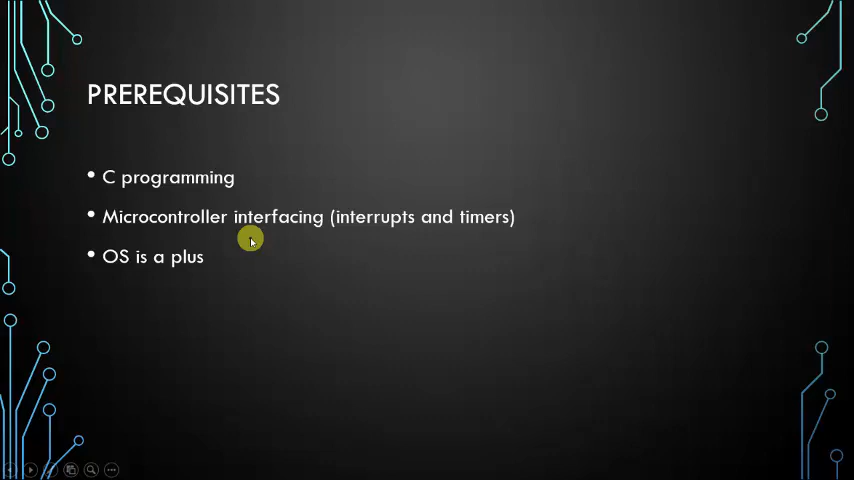 PREREQUISITES
• C programming
• Microcontroller interfacing (interrupts and timers)
• OS is a plus